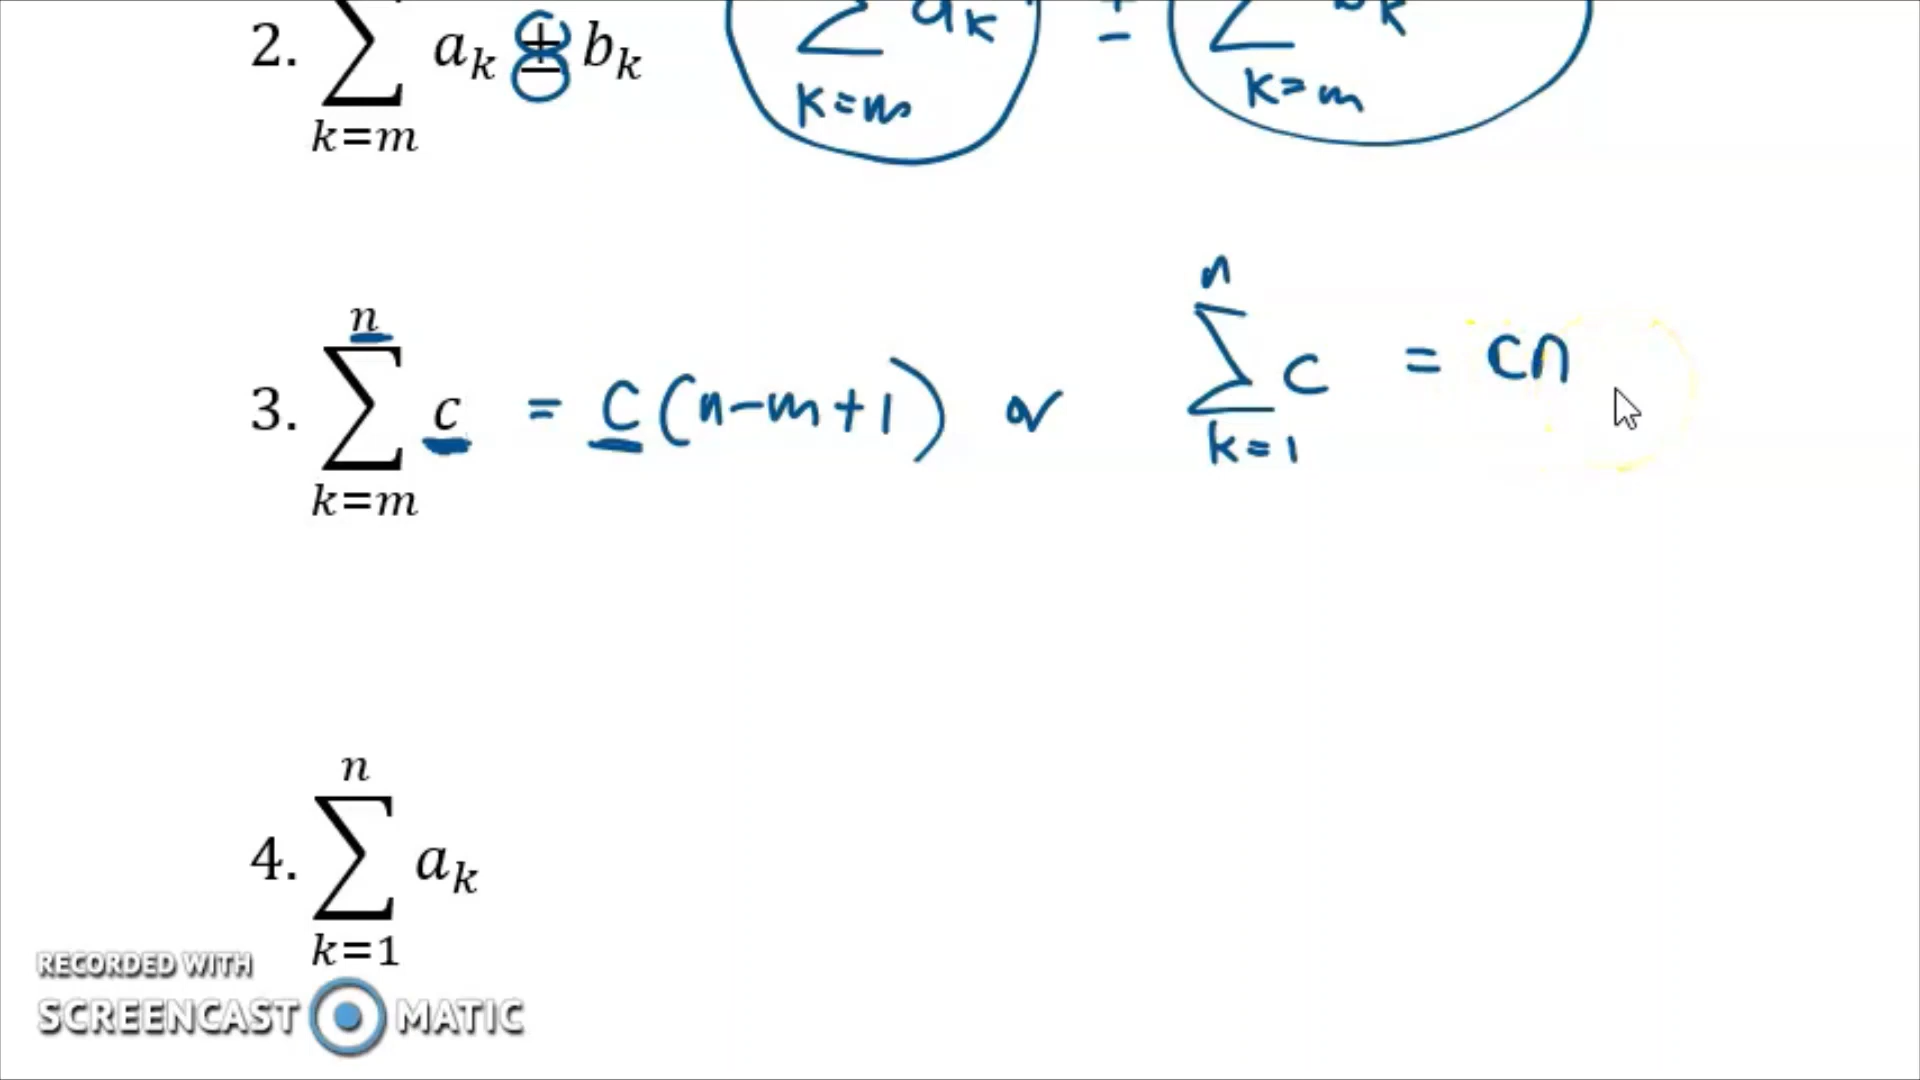 2. ∑ a_k ± b_k ∑ a_k ± ∑ b_k
k=m k=m k=m
n n
3. ∑ c = c(n-m+1) or ∑ c = cn
k=m k=1
n
4. ∑ a_k
k=1
RECORDED WITH
SCREENCAST MATIC